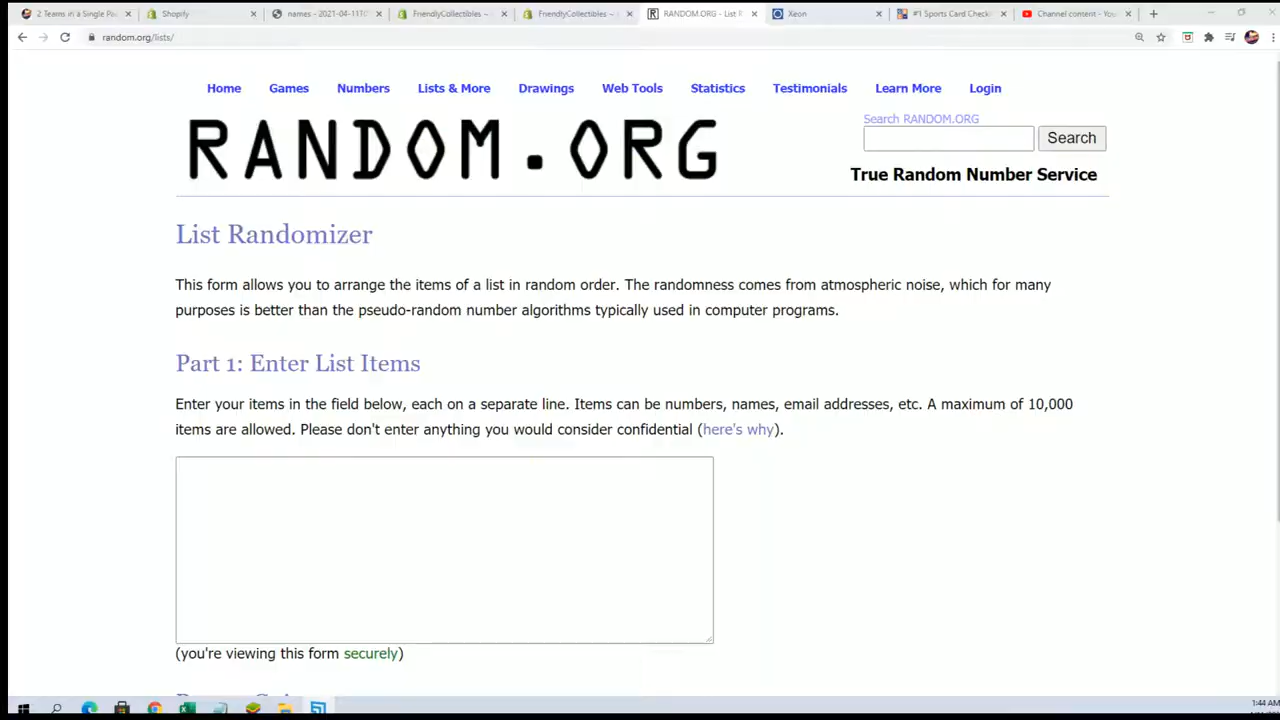 2 Teams in a Single Pa
Shopify
names - 2021-04-11T0
FriendlyCollectibles ~
FriendlyCollectibles ~
RANDOM.ORG - List R
Xeon
#1 Sports Card Checkl
Channel content - You
random.org/lists/
Home
Games
Numbers
Lists & More
Drawings
Web Tools
Statistics
Testimonials
Learn More
Login
RANDOM.ORG
Search RANDOM.ORG
Search
True Random Number Service
List Randomizer
This form allows you to arrange the items of a list in random order. The randomness comes from atmospheric noise, which for many
purposes is better than the pseudo-random number algorithms typically used in computer programs.
Part 1: Enter List Items
Enter your items in the field below, each on a separate line. Items can be numbers, names, email addresses, etc. A maximum of 10,000
items are allowed. Please don't enter anything you would consider confidential (here's why).
(you're viewing this form securely)
1:44 AM